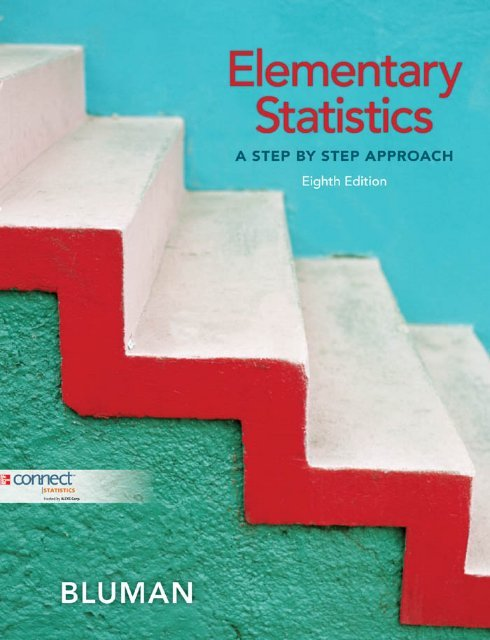 Elementary
Statistics
A STEP BY STEP APPROACH
Eighth Edition
connect
STATISTICS
BLUMAN